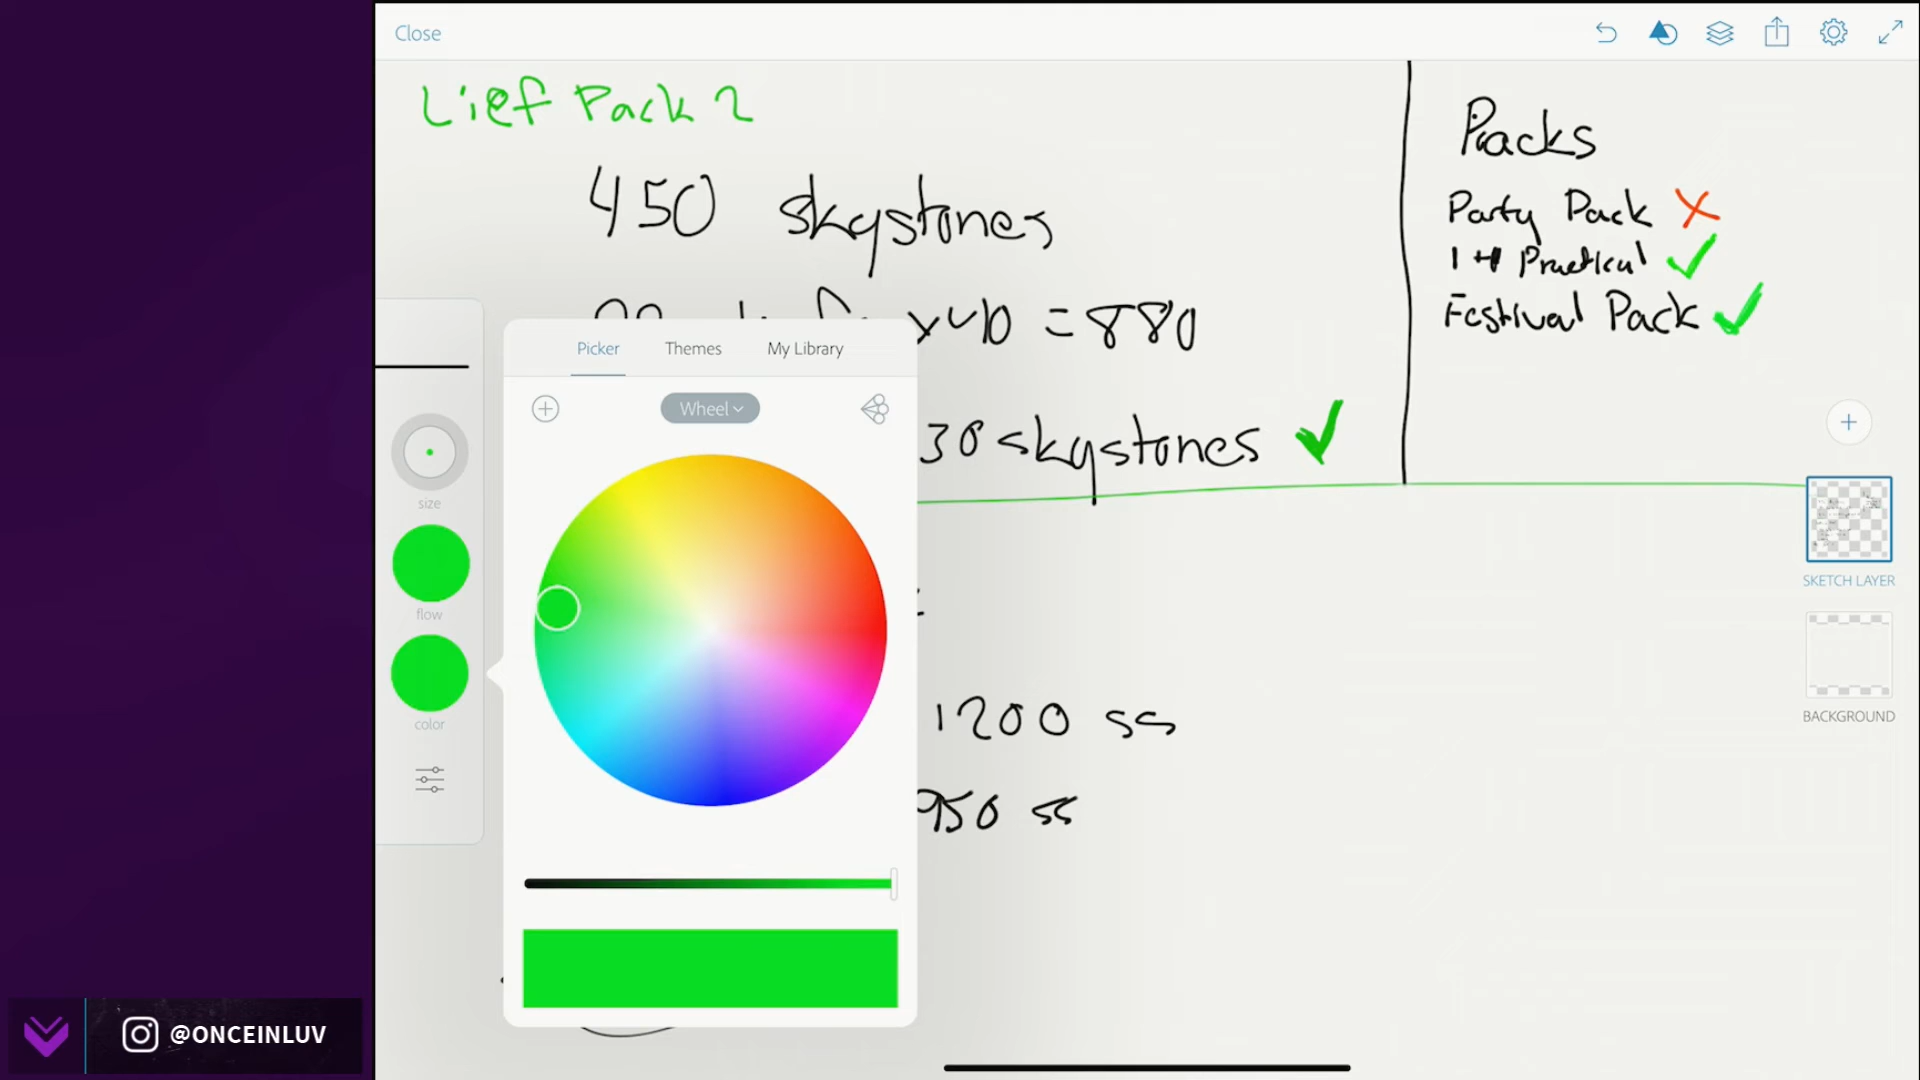 Close
Lief Pack 2
450 skystones
x40 = 880
30 skystones
1200 ss
950 ss
Packs
Party Pack X
1+1 Practical
Festival Pack
Picker Themes My Library
Wheel
size
flow
color
SKETCH LAYER
BACKGROUND
@ONCEINLUV